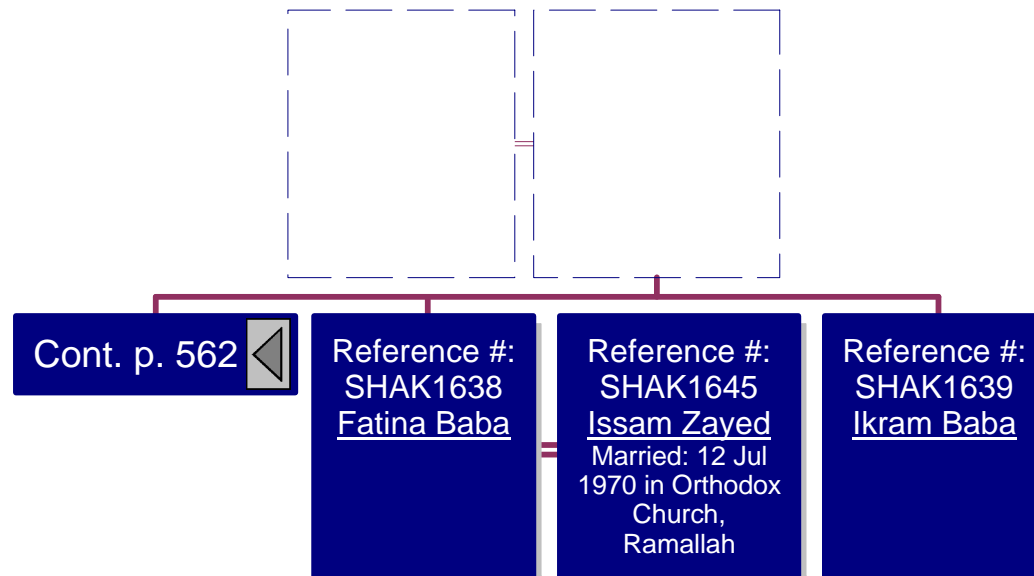 Cont. p. 562
Reference #:
SHAK1638
Fatina Baba
Reference #:
SHAK1645
Issam Zayed
Married: 12 Jul
1970 in Orthodox
Church,
Ramallah
Reference #:
SHAK1639
Ikram Baba